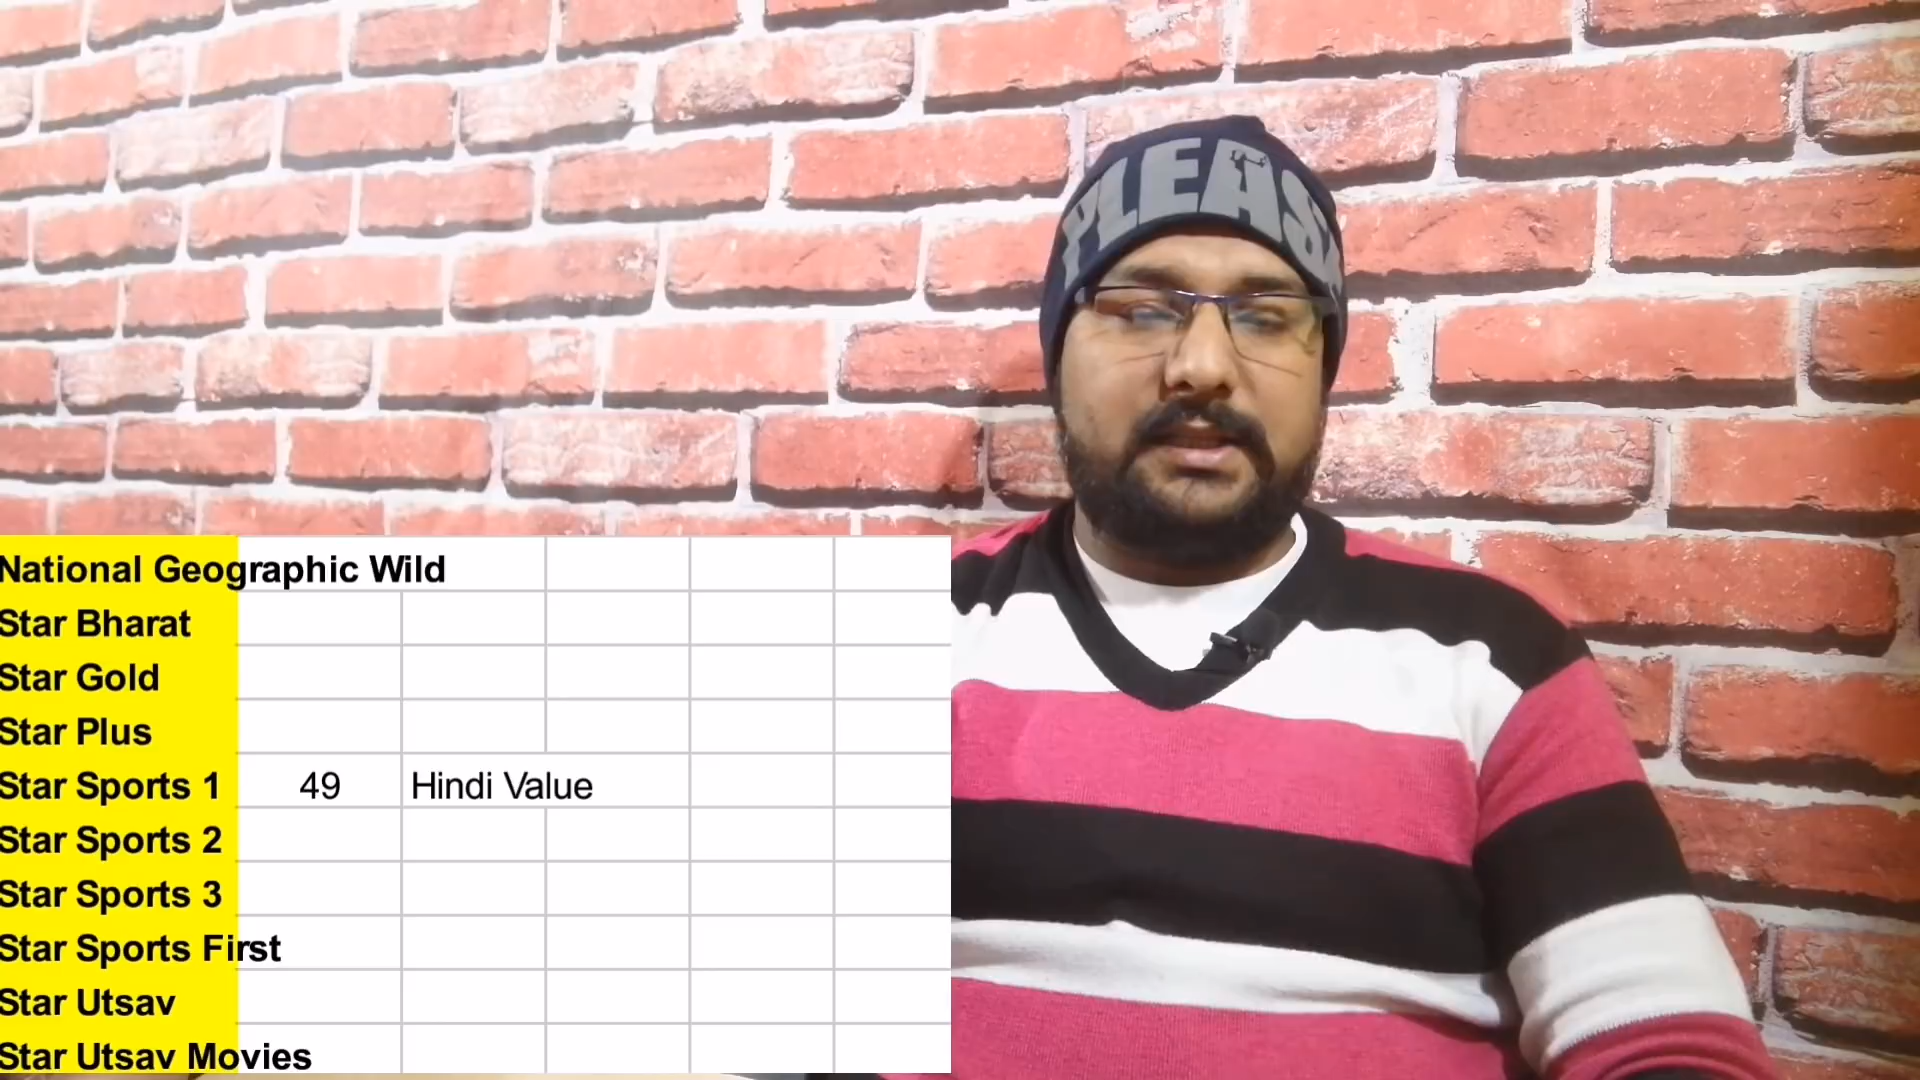 PLEAS
National Geographic Wild
Star Bharat
Star Gold
Star Plus
Star Sports 1 49 Hindi Value
Star Sports 2
Star Sports 3
Star Sports First
Star Utsav
Star Utsav Movies